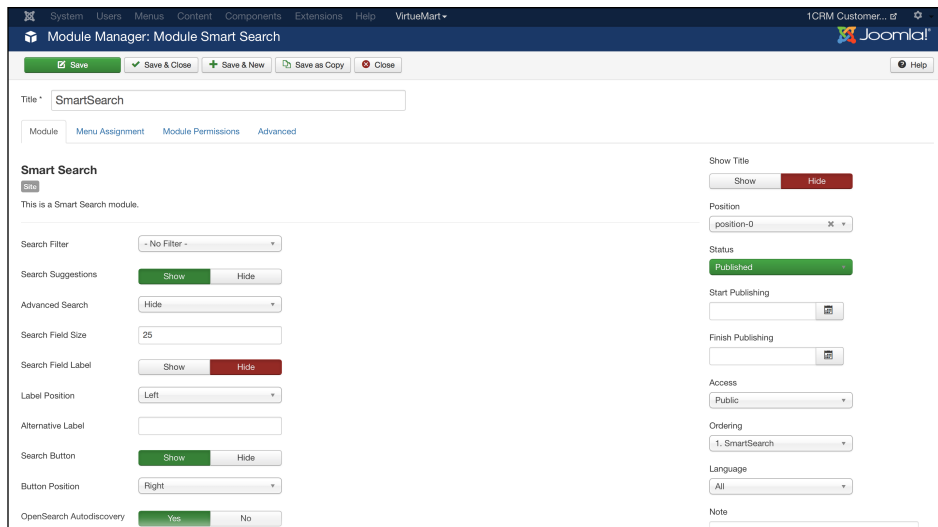 System Users Menus Content Components Extensions Help VirtueMart 1CRM Customer...
Module Manager: Module Smart Search Joomla!®
Save Save & Close Save & New Save as Copy Close Help
Title * SmartSearch
Module Menu Assignment Module Permissions Advanced
Smart Search
Site
This is a Smart Search module.
Search Filter - No Filter -
Search Suggestions Show Hide
Advanced Search Hide
Search Field Size 25
Search Field Label Show Hide
Label Position Left
Alternative Label
Search Button Show Hide
Button Position Right
OpenSearch Autodiscovery Yes No
Show Title
Show Hide
Position
position-0
Status
Published
Start Publishing
Finish Publishing
Access
Public
Ordering
1. SmartSearch
Language
All
Note